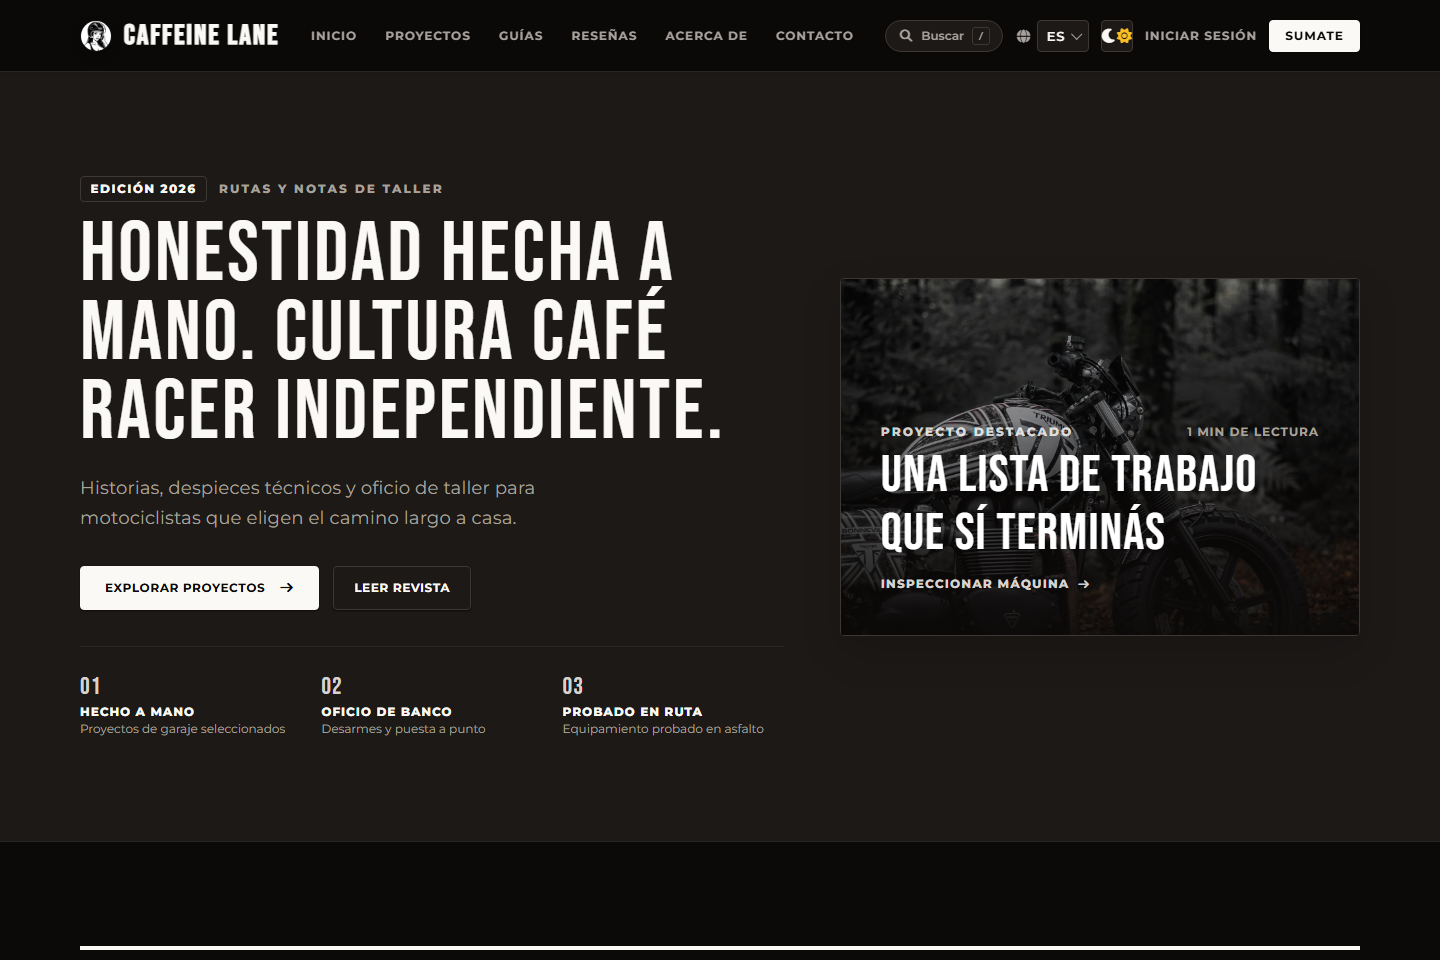 CAFFEINE LANE
INICIO PROYECTOS GUÍAS RESEÑAS ACERCA DE CONTACTO
Buscar /
ES
INICIAR SESIÓN
SUMATE
EDICIÓN 2026 RUTAS Y NOTAS DE TALLER
HONESTIDAD HECHA A
MANO. CULTURA CAFÉ
RACER INDEPENDIENTE.
Historias, despieces técnicos y oficio de taller para
motociclistas que eligen el camino largo a casa.
EXPLORAR PROYECTOS →
LEER REVISTA
01
HECHO A MANO
Proyectos de garaje seleccionados
02
OFICIO DE BANCO
Desarmes y puesta a punto
03
PROBADO EN RUTA
Equipamiento probado en asfalto
PROYECTO DESTACADO 1 MIN DE LECTURA
UNA LISTA DE TRABAJO
QUE SÍ TERMINÁS
INSPECCIONAR MÁQUINA →